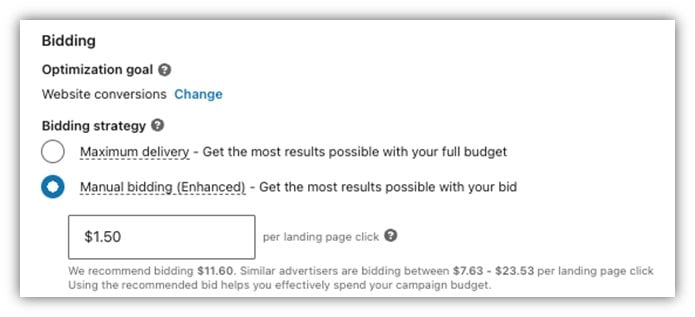 Bidding
Optimization goal
Website conversions Change
Bidding strategy
Maximum delivery - Get the most results possible with your full budget
Manual bidding (Enhanced) - Get the most results possible with your bid
$1.50 per landing page click
We recommend bidding $11.60. Similar advertisers are bidding between $7.63 - $23.53 per landing page click
Using the recommended bid helps you effectively spend your campaign budget.